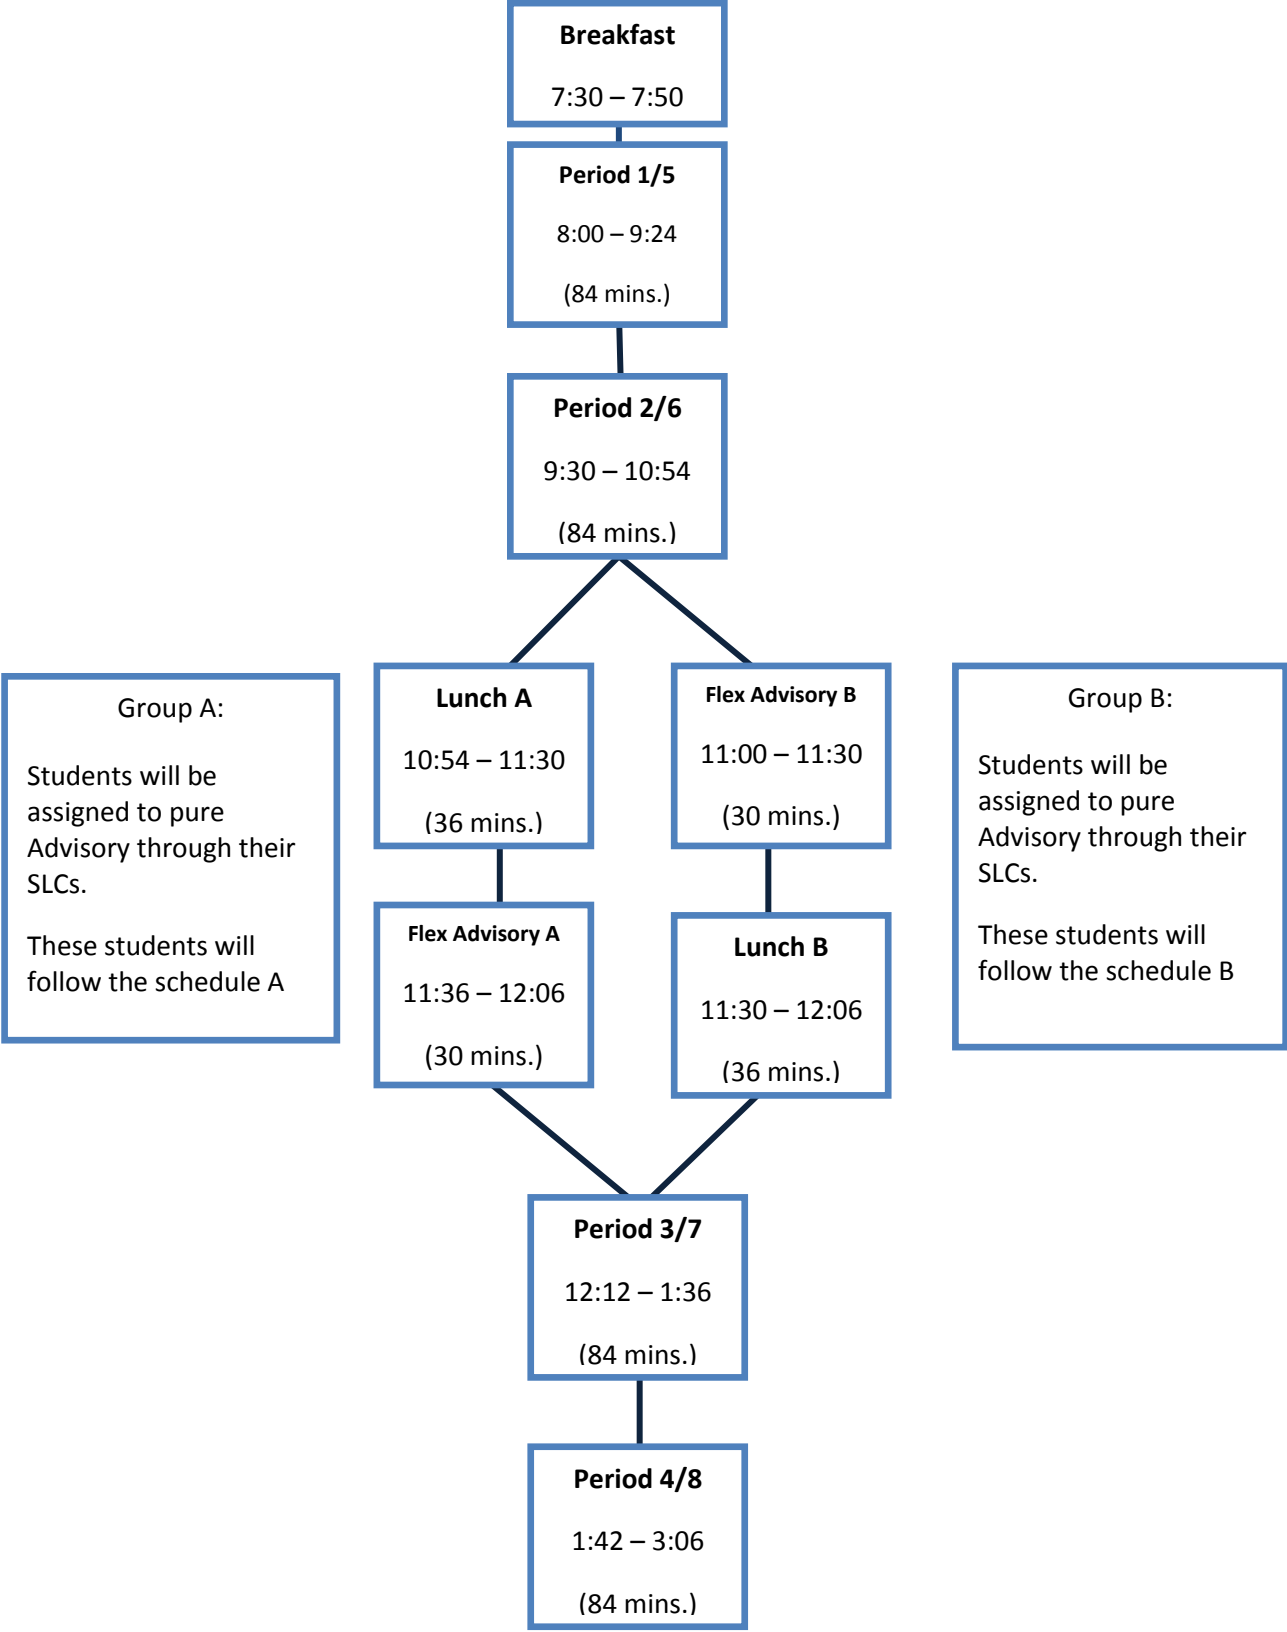 Breakfast
7:30 – 7:50
Period 1/5
8:00 – 9:24
(84 mins.)
Period 2/6
9:30 – 10:54
(84 mins.)
Group A:
Students will be
assigned to pure
Advisory through their
SLCs.
These students will
follow the schedule A
Lunch A
10:54 – 11:30
(36 mins.)
Flex Advisory A
11:36 – 12:06
(30 mins.)
Flex Advisory B
11:00 – 11:30
(30 mins.)
Lunch B
11:30 – 12:06
(36 mins.)
Group B:
Students will be
assigned to pure
Advisory through their
SLCs.
These students will
follow the schedule B
Period 3/7
12:12 – 1:36
(84 mins.)
Period 4/8
1:42 – 3:06
(84 mins.)